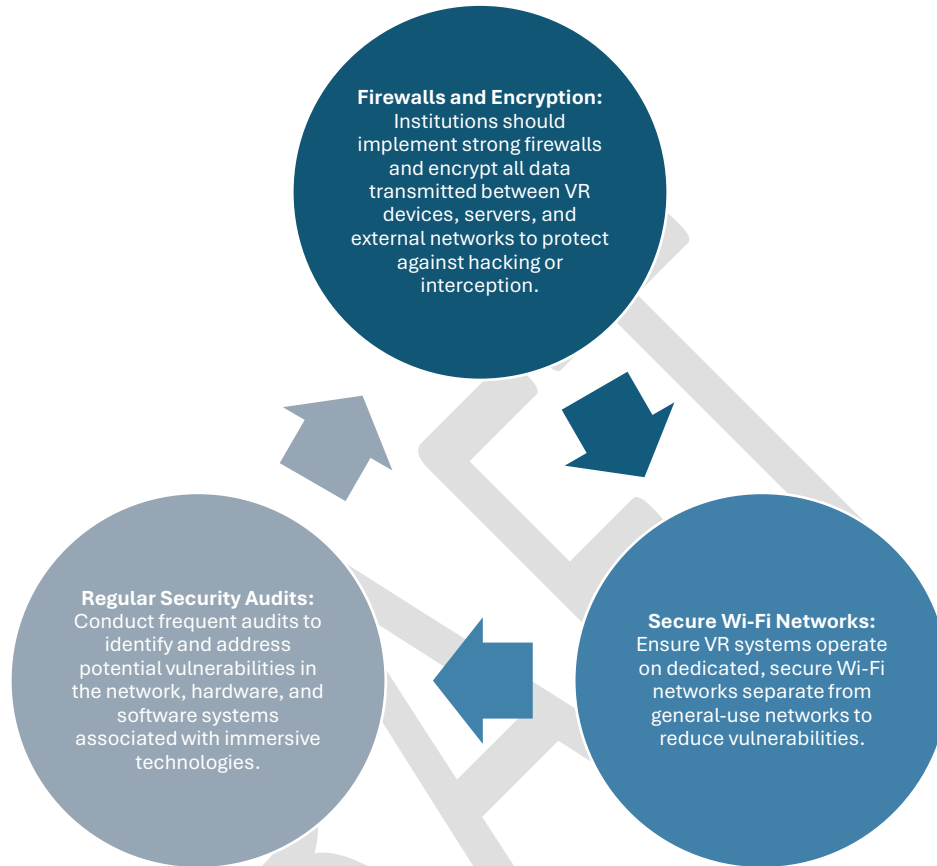 Firewalls and Encryption:
Institutions should
implement strong firewalls
and encrypt all data
transmitted between VR
devices, servers, and
external networks to protect
against hacking or
interception.
Secure Wi-Fi Networks:
Ensure VR systems operate
on dedicated, secure Wi-Fi
networks separate from
general-use networks to
reduce vulnerabilities.
Regular Security Audits:
Conduct frequent audits to
identify and address
potential vulnerabilities in
the network, hardware, and
software systems
associated with immersive
technologies.